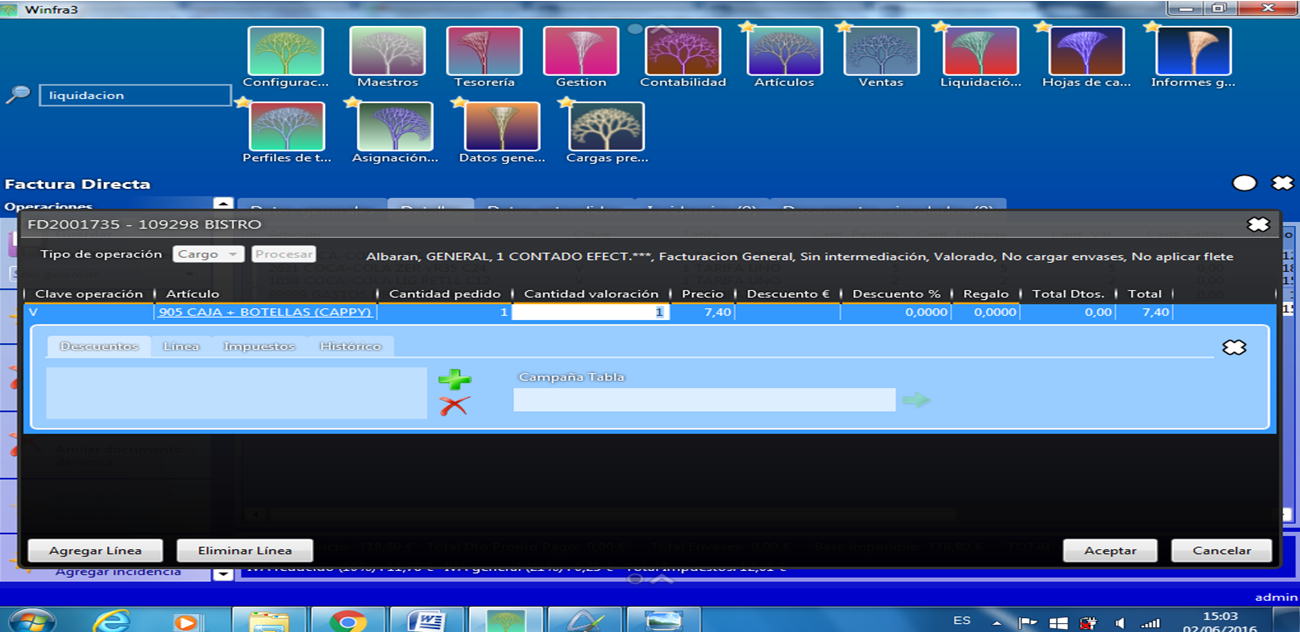 Winfra3
Configurac... Maestros Tesorería Gestion Contabilidad Artículos Ventas Liquidació... Hojas de ca... Informes g...
liquidacion
Perfiles de t... Asignación... Datos gene... Cargas pre...
Factura Directa
Operaciones
FD2001735 - 109298 BISTRO
Tipo de operación Cargo Procesar Albaran, GENERAL, 1 CONTADO EFECT.***, Facturacion General, Sin intermediación, Valorado, No cargar envases, No aplicar flete
Clave operación Artículo Cantidad pedido Cantidad valoración Precio Descuento € Descuento % Regalo Total Dtos. Total
V 905 CAJA + BOTELLAS (CAPPY) 1 1 7,40 0,0000 0,0000 0,00 7,40
Descuentos Línea Impuestos Histórico
Campaña Tabla
Agregar Línea Eliminar Línea Aceptar Cancelar
Agregar incidencia
admin
ES 15:03
02/06/2016